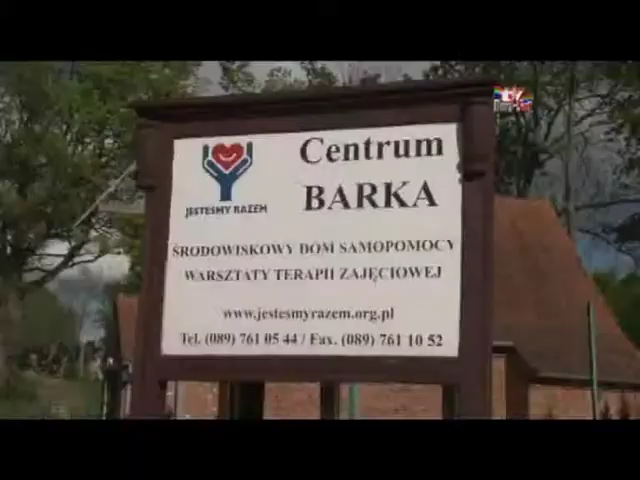 Centrum
BARKA
JESTEŚMY RAZEM
ŚRODOWISKOWY DOM SAMOPOMOCY
WARSZTATY TERAPII ZAJĘCIOWEJ
www.jestesmyrazem.org.pl
Tel. (089) 761 05 44 / Fax. (089) 761 10 52